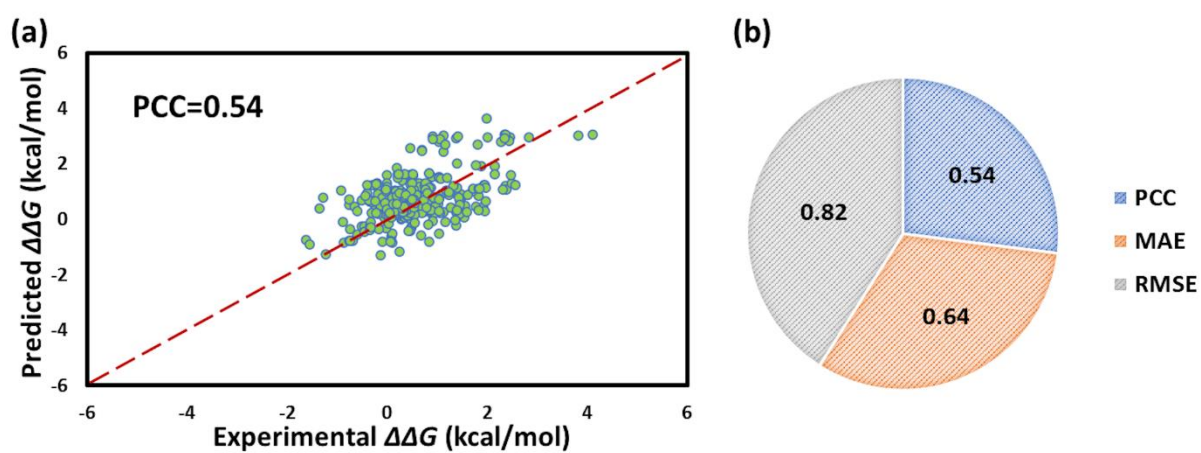 (a)
PCC=0.54
Predicted ΔΔG (kcal/mol)
6
4
2
0
-2
-4
-6
-6 -4 -2 0 2 4 6
Experimental ΔΔG (kcal/mol)
(b)
0.54
0.82
0.64
PCC
MAE
RMSE